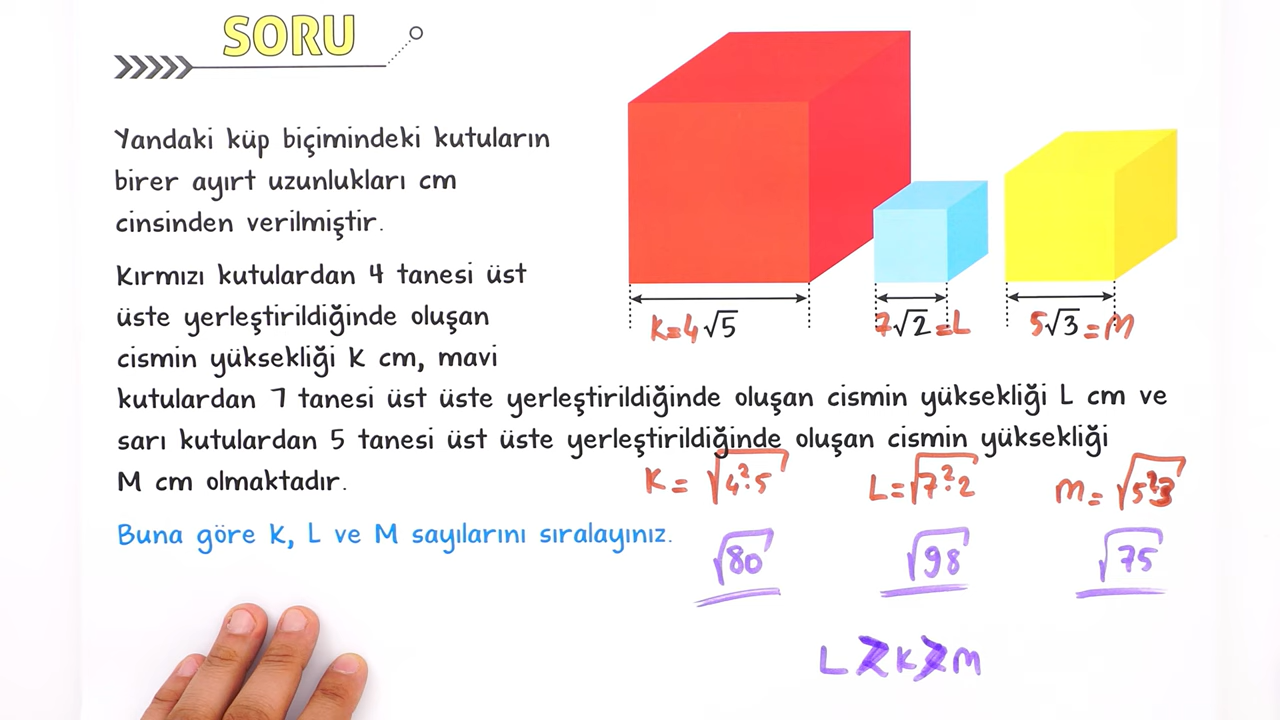 SORU
Yandaki küp biçimindeki kutuların
birer ayırt uzunlukları cm
cinsinden verilmiştir.
Kırmızı kutulardan 4 tanesi üst
üste yerleştirildiğinde oluşan
cismin yüksekliği K cm, mavi
kutulardan 7 tanesi üst üste yerleştirildiğinde oluşan cismin yüksekliği L cm ve
sarı kutulardan 5 tanesi üst üste yerleştirildiğinde oluşan cismin yüksekliği
M cm olmaktadır.
Buna göre K, L ve M sayılarını sıralayınız.
K=4√5
7√2=L
5√3=M
K=√4²·5
L=√7²·2
M=√5²·3
√80
√98
√75
L>K>M